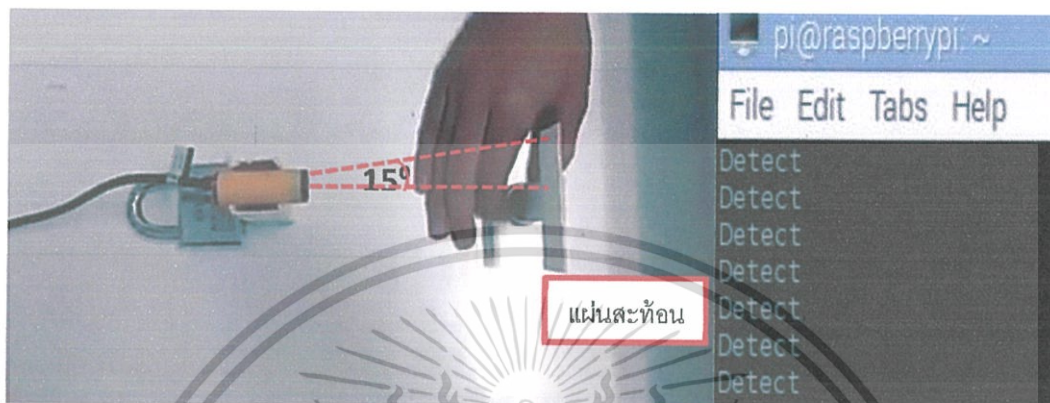 pi@raspberrypi: ~
File Edit Tabs Help
15⁰
แผ่นสะท้อน
Detect
Detect
Detect
Detect
Detect
Detect
Detect